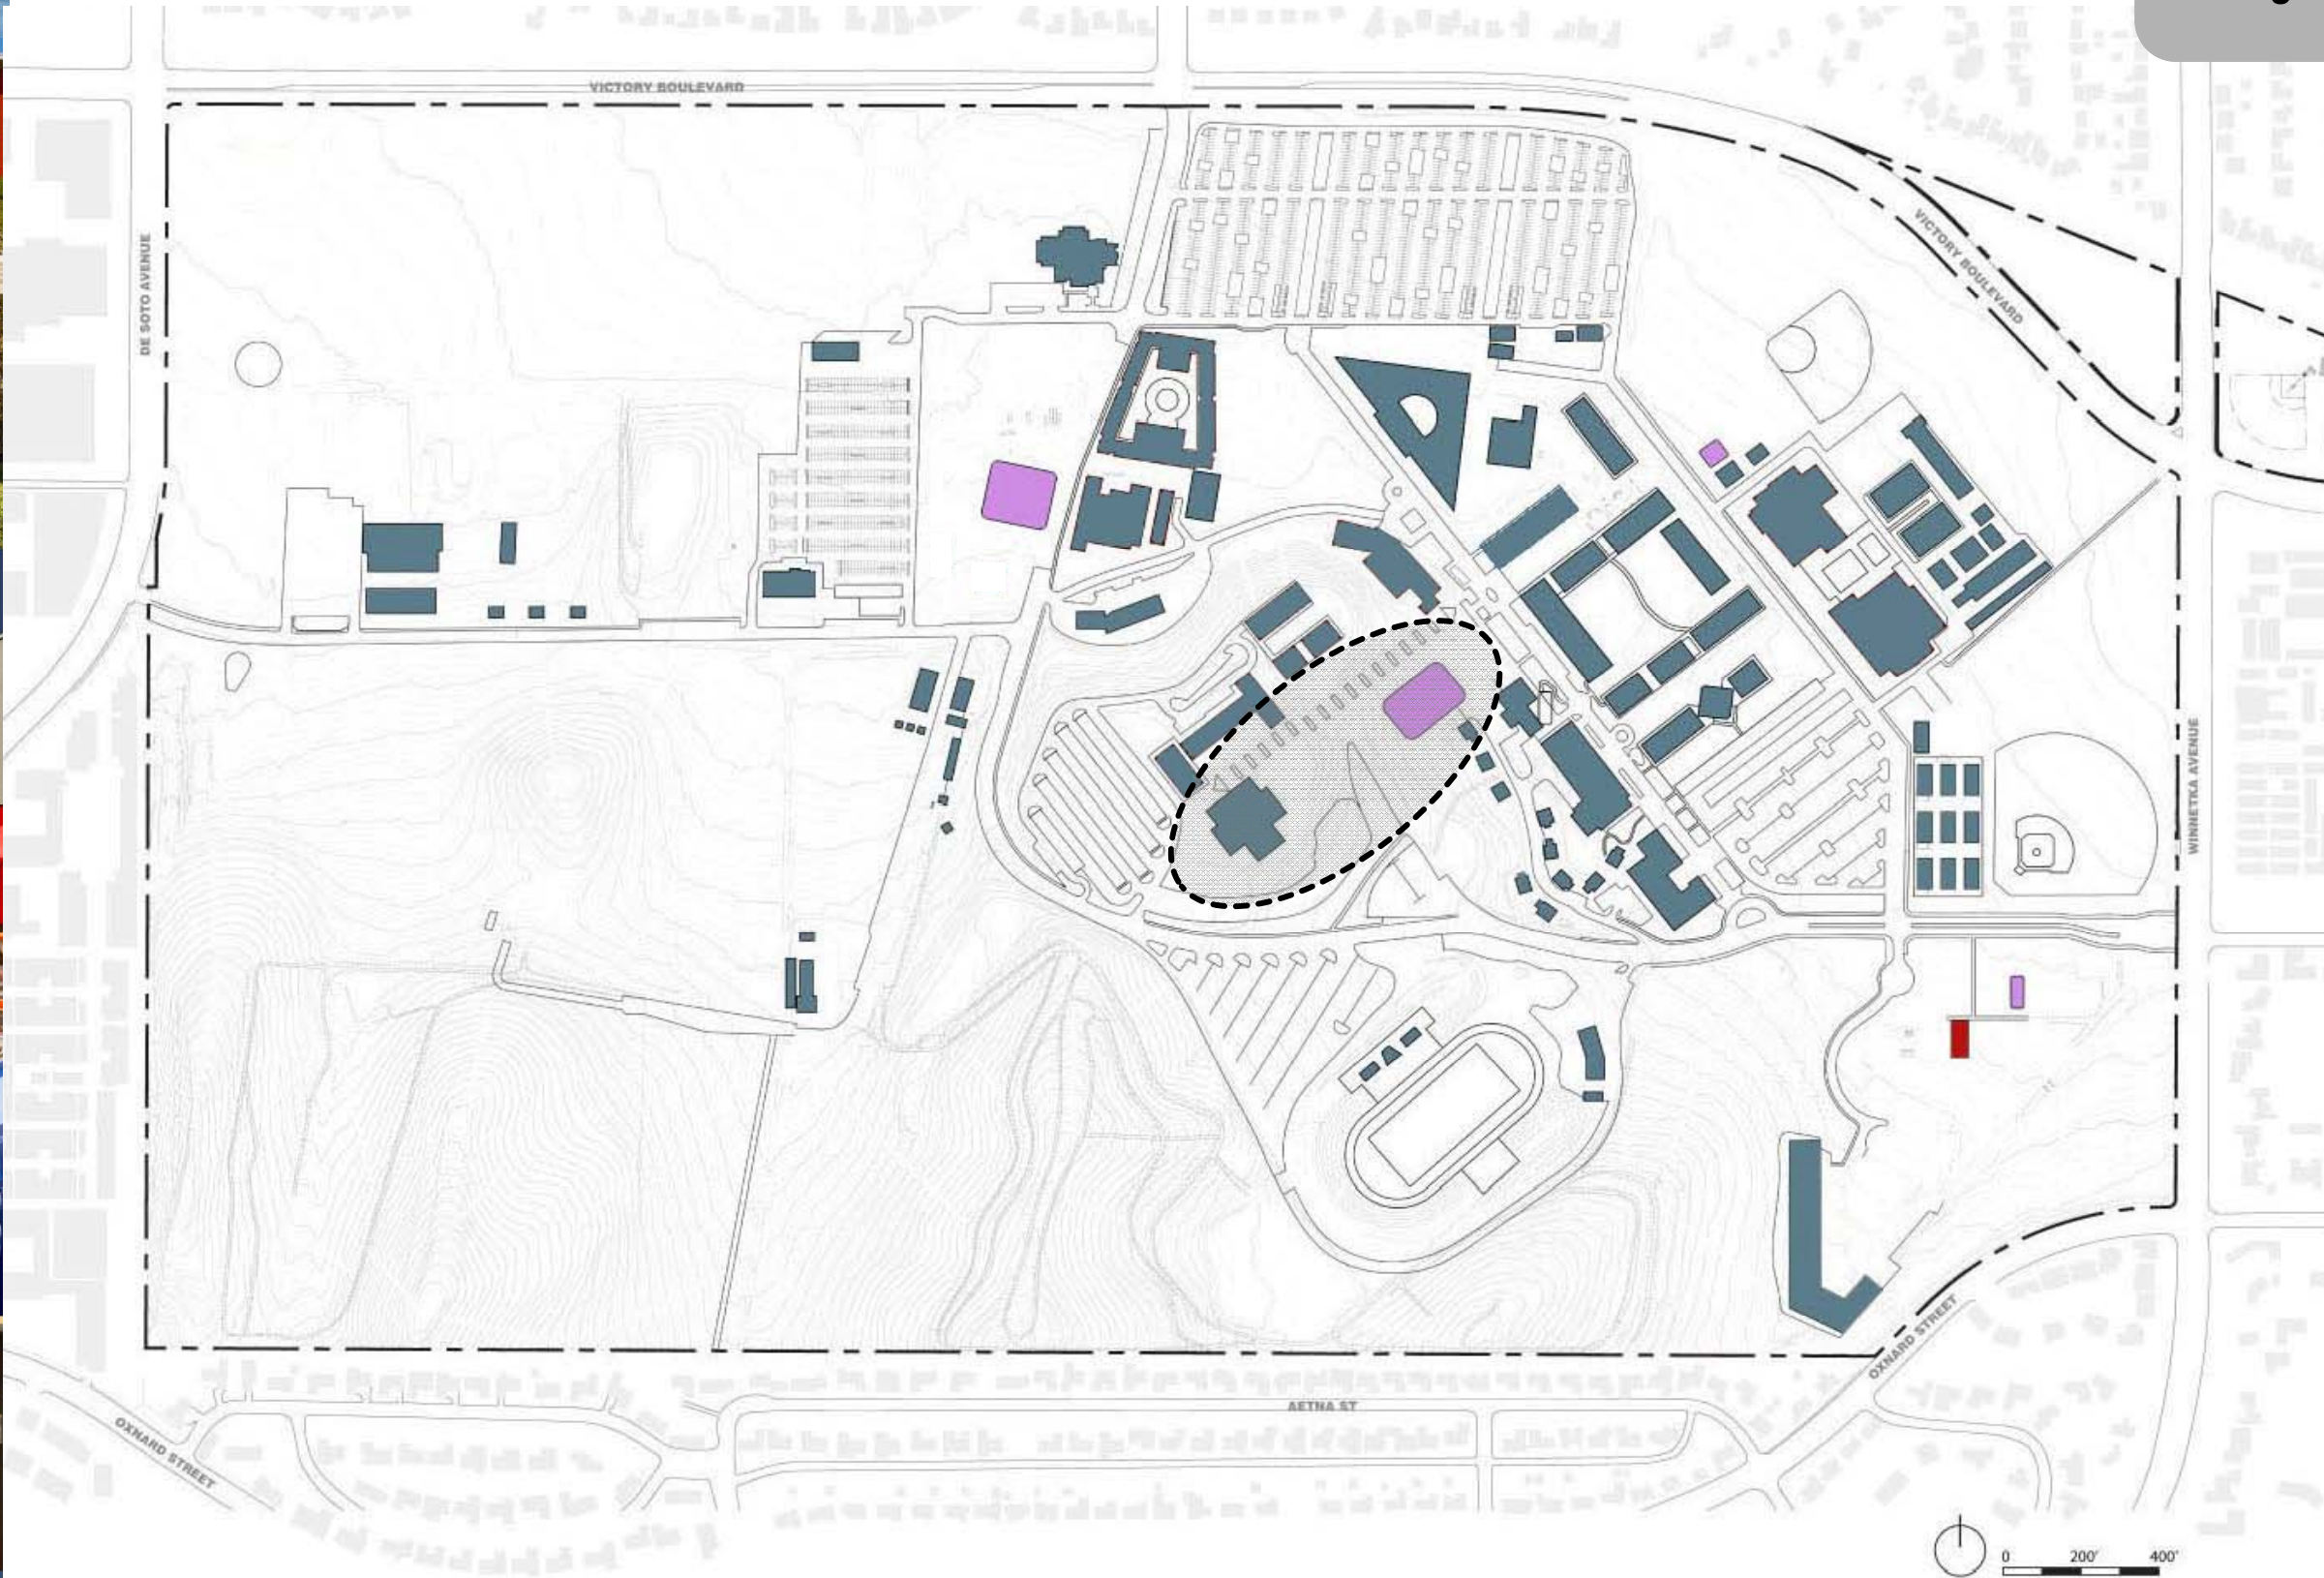 VICTORY BOULEVARD
VICTORY BOULEVARD
DE SOTO AVENUE
WINNETKA AVENUE
OXNARD STREET
AETNA ST
OXNARD STREET
0 200' 400'